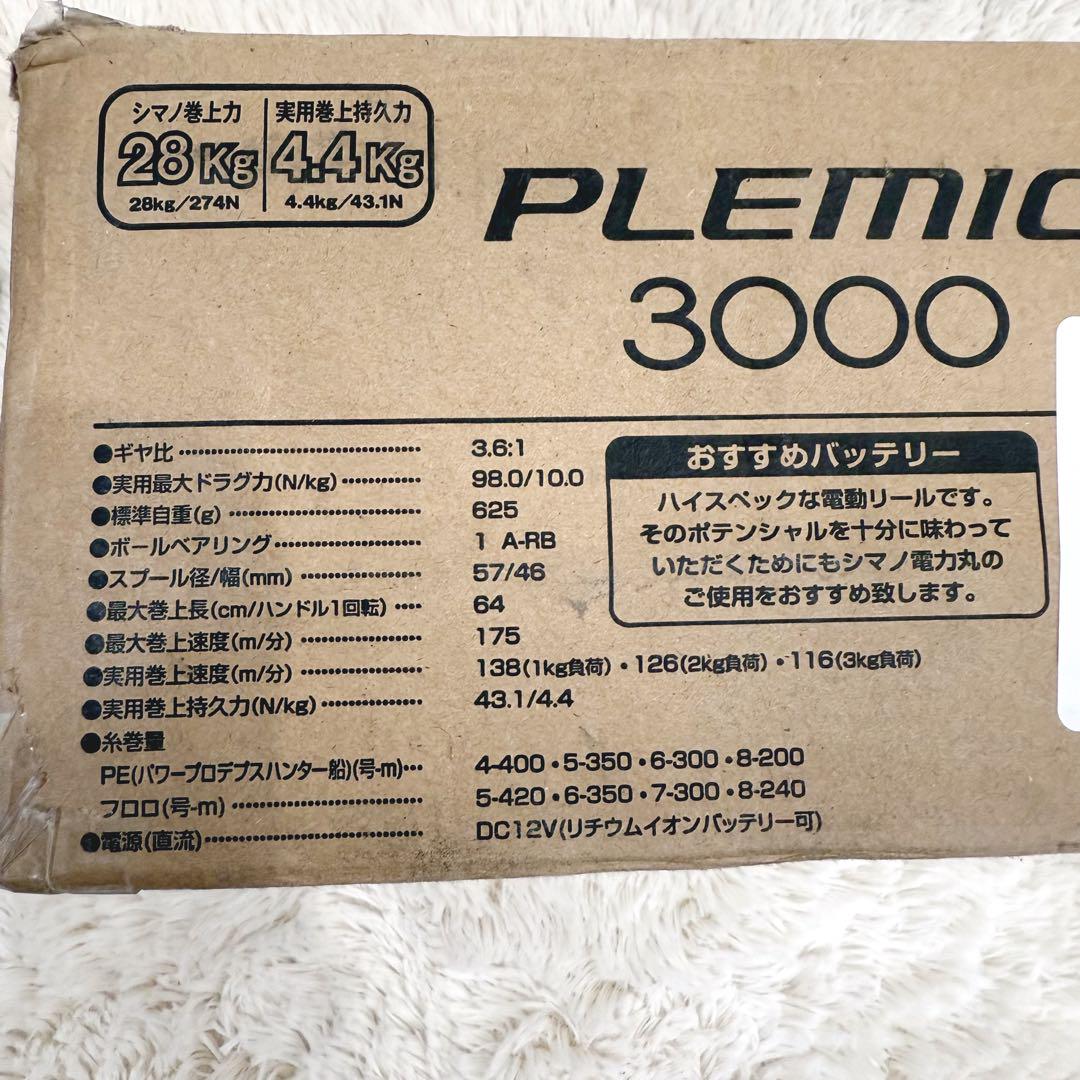 シマノ巻上力
28Kg
28kg/274N
実用巻上持久力
4.4Kg
4.4kg/43.1N
PLEMIO
3000
●ギヤ比 3.6:1
●実用最大ドラグ力(N/kg) 98.0/10.0
●標準自重(g) 625
●ボールベアリング 1 A-RB
●スプール径/幅(mm) 57/46
●最大巻上長(cm/ハンドル1回転) 64
●最大巻上速度(m/分) 175
●実用巻上速度(m/分) 138(1kg負荷)・126(2kg負荷)・116(3kg負荷)
●実用巻上持久力(N/kg) 43.1/4.4
●糸巻量
PE(パワープロデプスハンター船)(号-m) 4-400・5-350・6-300・8-200
フロロ(号-m) 5-420・6-350・7-300・8-240
●電源(直流) DC12V(リチウムイオンバッテリー可)
おすすめバッテリー
ハイスペックな電動リールです。
そのポテンシャルを十分に味わって
いただくためにもシマノ電力丸の
ご使用をおすすめ致します。